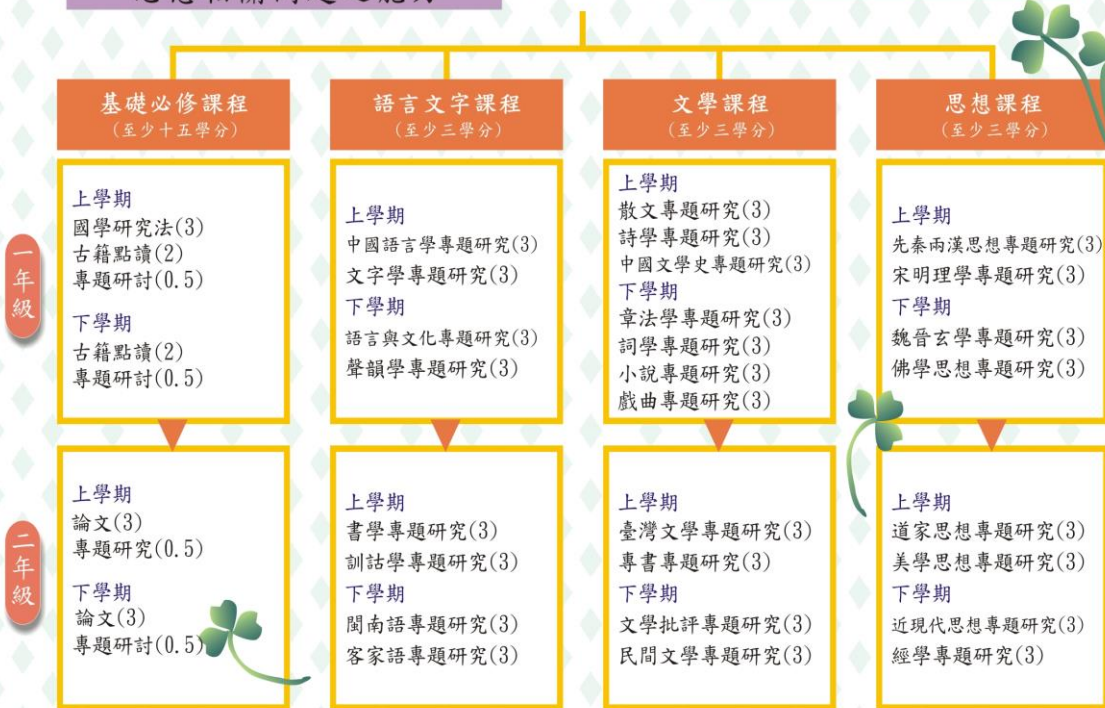 基礎必修課程
(至少十五學分)
語言文字課程
(至少三學分)
文學課程
(至少三學分)
思想課程
(至少三學分)
一年級
上學期
國學研究法(3)
古籍點讀(2)
專題研討(0.5)
下學期
古籍點讀(2)
專題研討(0.5)
上學期
中國語言學專題研究(3)
文字學專題研究(3)
下學期
語言與文化專題研究(3)
聲韻學專題研究(3)
上學期
散文專題研究(3)
詩學專題研究(3)
中國文學史專題研究(3)
下學期
章法學專題研究(3)
詞學專題研究(3)
小說專題研究(3)
戲曲專題研究(3)
上學期
先秦兩漢思想專題研究(3)
宋明理學專題研究(3)
下學期
魏晉玄學專題研究(3)
佛學思想專題研究(3)
二年級
上學期
論文(3)
專題研究(0.5)
下學期
論文(3)
專題研討(0.5)
上學期
書學專題研究(3)
訓詁學專題研究(3)
下學期
閩南語專題研究(3)
客家語專題研究(3)
上學期
臺灣文學專題研究(3)
專書專題研究(3)
下學期
文學批評專題研究(3)
民間文學專題研究(3)
上學期
道家思想專題研究(3)
美學思想專題研究(3)
下學期
近現代思想專題研究(3)
經學專題研究(3)